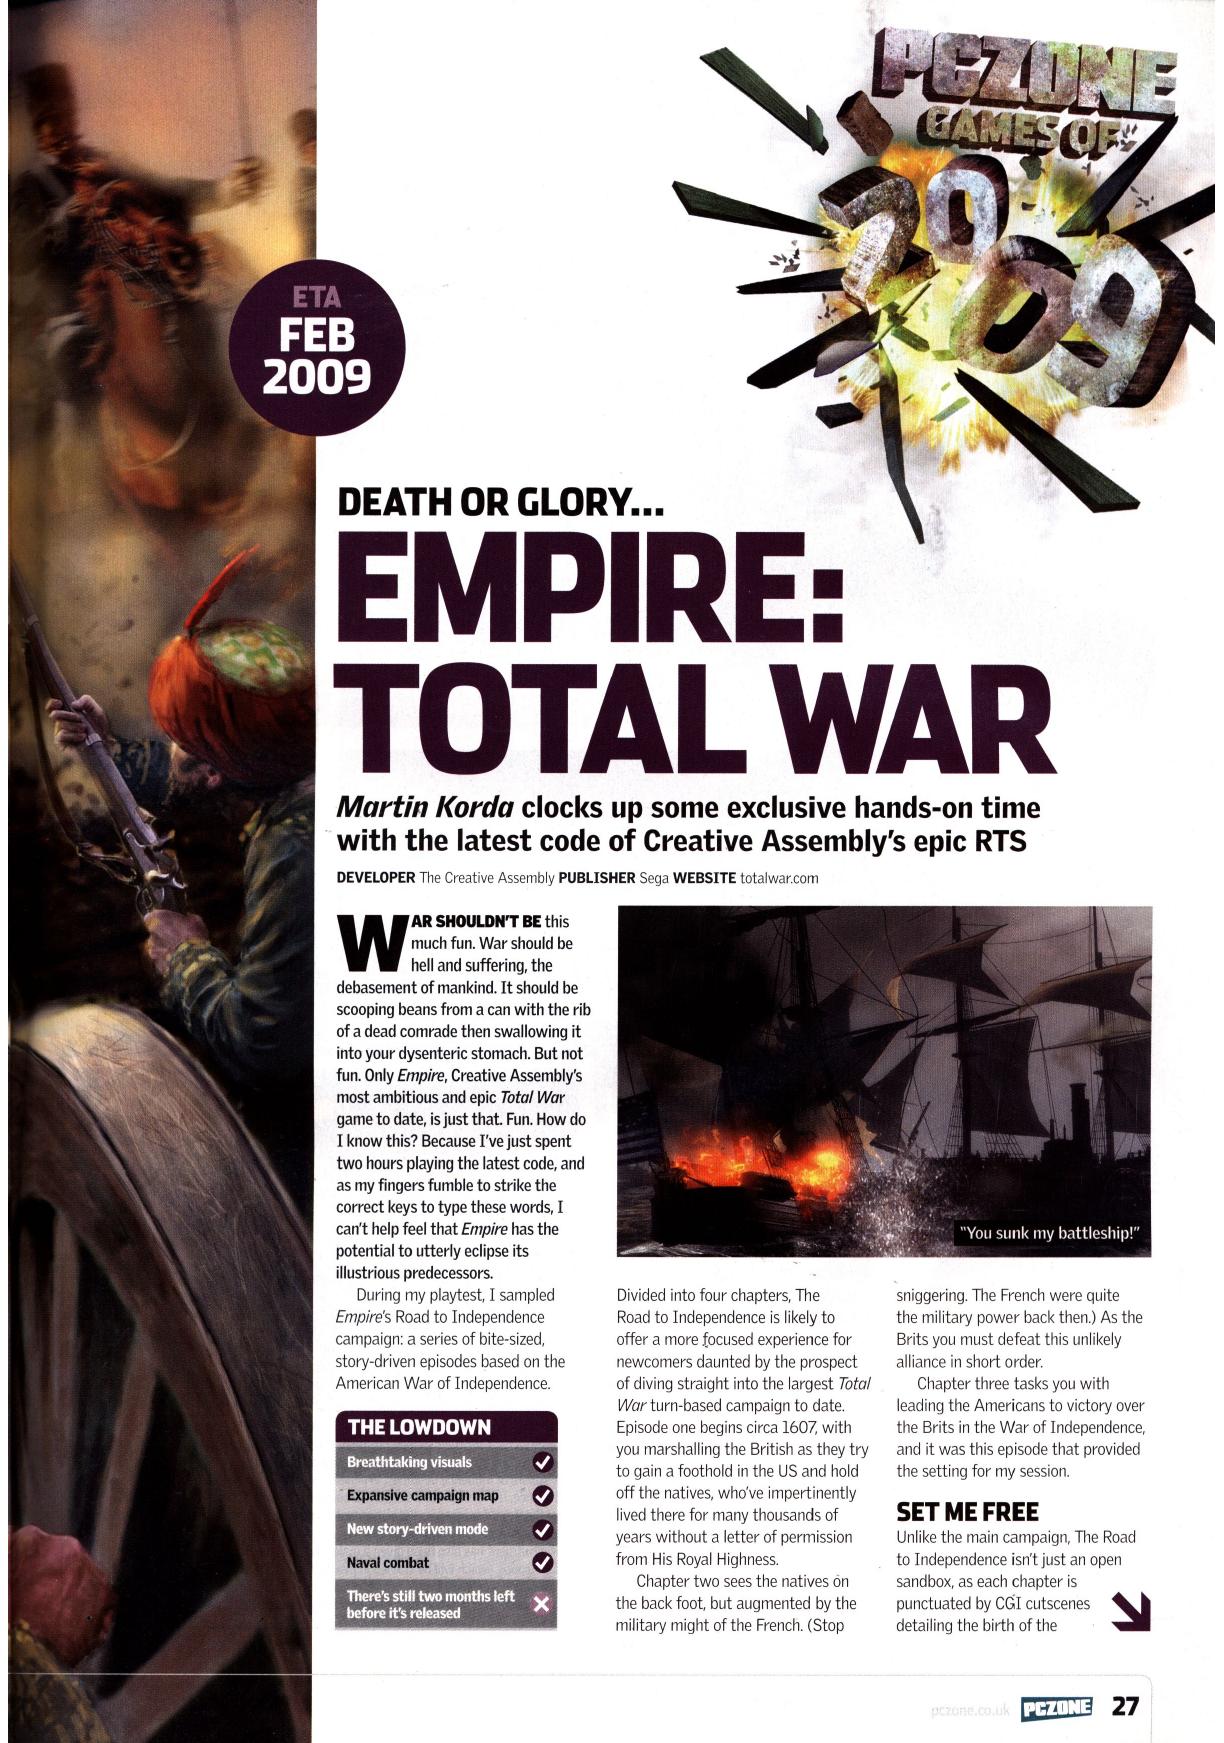 PCZONE
GAMES OF
2009
ETA
FEB
2009
DEATH OR GLORY...
EMPIRE:
TOTAL WAR
Martin Korda clocks up some exclusive hands-on time
with the latest code of Creative Assembly's epic RTS
DEVELOPER The Creative Assembly PUBLISHER Sega WEBSITE totalwar.com
WAR SHOULDN'T BE this
much fun. War should be
hell and suffering, the
debasement of mankind. It should be
scooping beans from a can with the rib
of a dead comrade then swallowing it
into your dysenteric stomach. But not
fun. Only Empire, Creative Assembly's
most ambitious and epic Total War
game to date, is just that. Fun. How do
I know this? Because I've just spent
two hours playing the latest code, and
as my fingers fumble to strike the
correct keys to type these words, I
can't help feel that Empire has the
potential to utterly eclipse its
illustrious predecessors.
During my playtest, I sampled
Empire's Road to Independence
campaign: a series of bite-sized,
story-driven episodes based on the
American War of Independence.
THE LOWDOWN
Breathtaking visuals
Expansive campaign map
New story-driven mode
Naval combat
There's still two months left
before it's released
"You sunk my battleship!"
Divided into four chapters, The
Road to Independence is likely to
offer a more focused experience for
newcomers daunted by the prospect
of diving straight into the largest Total
War turn-based campaign to date.
Episode one begins circa 1607, with
you marshalling the British as they try
to gain a foothold in the US and hold
off the natives, who've impertinently
lived there for many thousands of
years without a letter of permission
from His Royal Highness.
Chapter two sees the natives on
the back foot, but augmented by the
military might of the French. (Stop
sniggering. The French were quite
the military power back then.) As the
Brits you must defeat this unlikely
alliance in short order.
Chapter three tasks you with
leading the Americans to victory over
the Brits in the War of Independence,
and it was this episode that provided
the setting for my session.
SET ME FREE
Unlike the main campaign, The Road
to Independence isn't just an open
sandbox, as each chapter is
punctuated by CGI cutscenes
detailing the birth of the
pczone.co.uk PCZONE 27